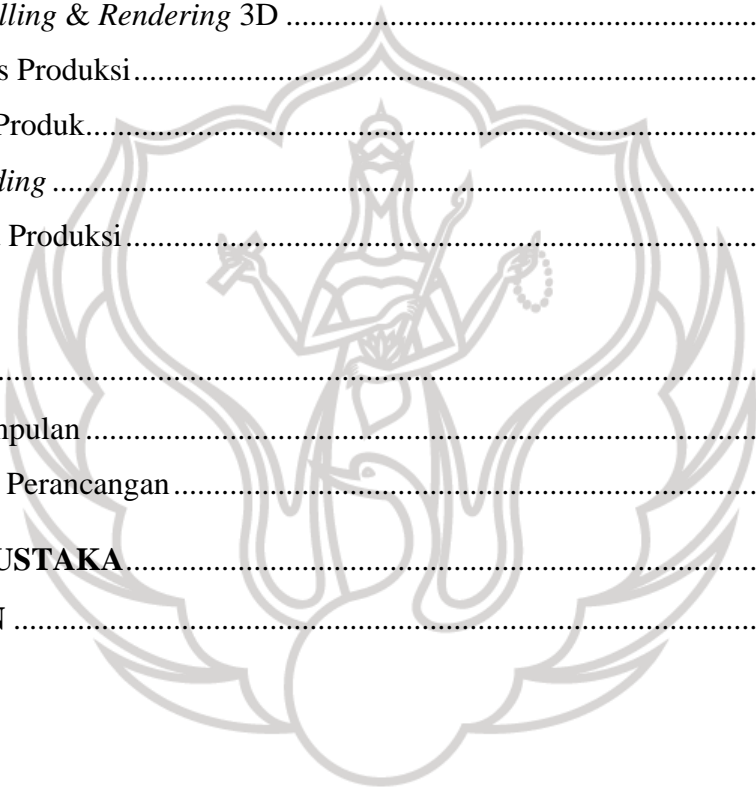 lling & Rendering 3D ........................................................
s Produksi ........................................................
Produk ........................................................
ding ........................................................
Produksi ........................................................
........................................................
npulan ........................................................
Perancangan ........................................................
USTAKA ........................................................
N ........................................................